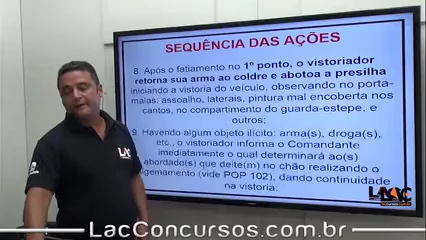 LAC
SEQUÊNCIA DAS AÇÕES
8. Após o fatiamento no 1º ponto, o vistoriador
retorna sua arma ao coldre e abotoa a presilha
iniciando a vistoria do veículo, observando no porta-
malas: assoalho, laterais, pintura mal encoberta nos
cantos, no compartimento do guarda-estepe, e
outros;
9. Havendo algum objeto ilícito: arma(s), droga(s),
etc., o vistoriador informa o Comandante
imediatamente o qual determinará ao(s)
abordado(s) que deite(m) no chão realizando o
algemamento (vide POP 102), dando continuidade
na vistoria;
LAC
LacConcursos.com.br